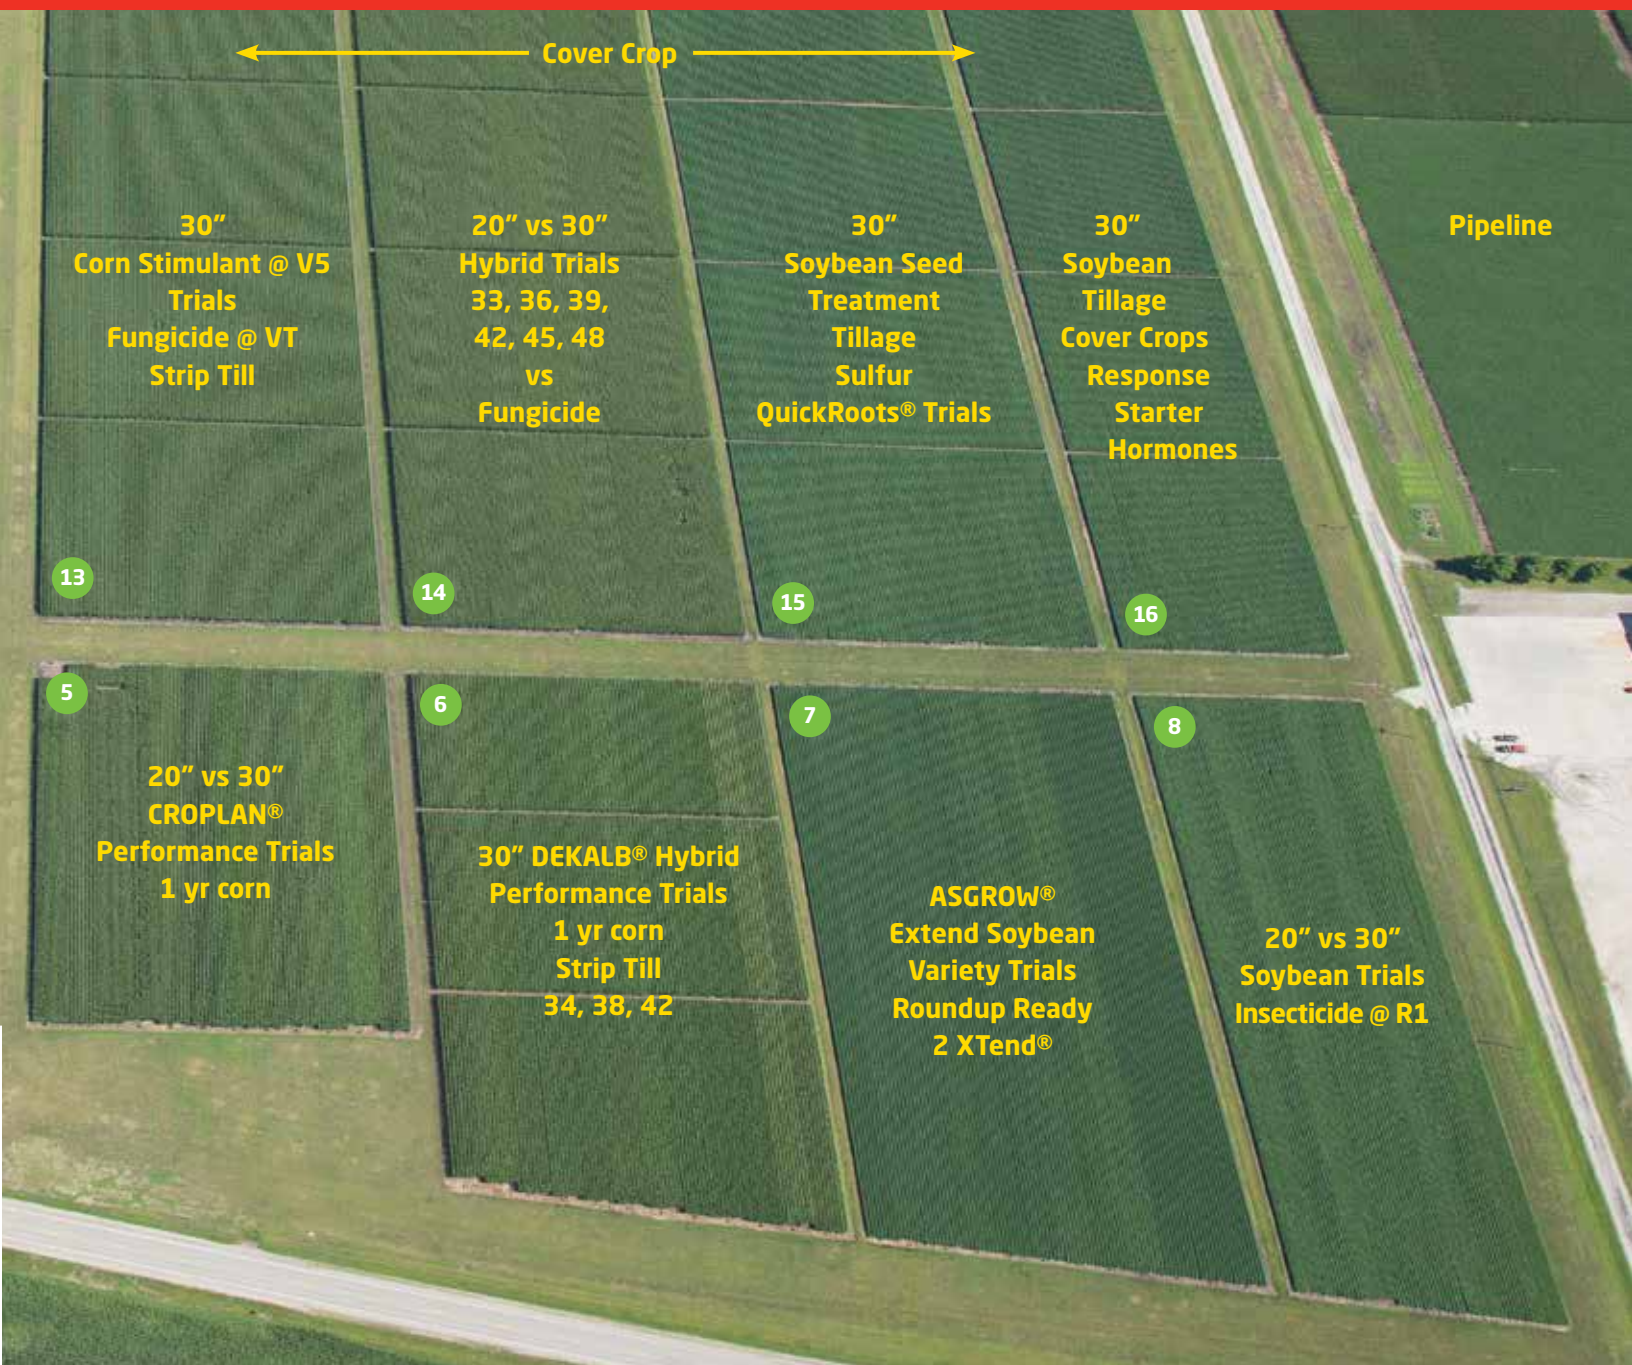 Cover Crop
30"
Corn Stimulant @ V5
Trials
Fungicide @ VT
Strip Till
20" vs 30"
Hybrid Trials
33, 36, 39,
42, 45, 48
vs
Fungicide
30"
Soybean Seed
Treatment
Tillage
Sulfur
QuickRoots® Trials
30"
Soybean
Tillage
Cover Crops
Response
Starter
Hormones
Pipeline
13
14
15
16
5
6
7
8
20" vs 30"
CROPLAN®
Performance Trials
1 yr corn
30" DEKALB® Hybrid
Performance Trials
1 yr corn
Strip Till
34, 38, 42
ASGROW®
Extend Soybean
Variety Trials
Roundup Ready
2 XTend®
20" vs 30"
Soybean Trials
Insecticide @ R1